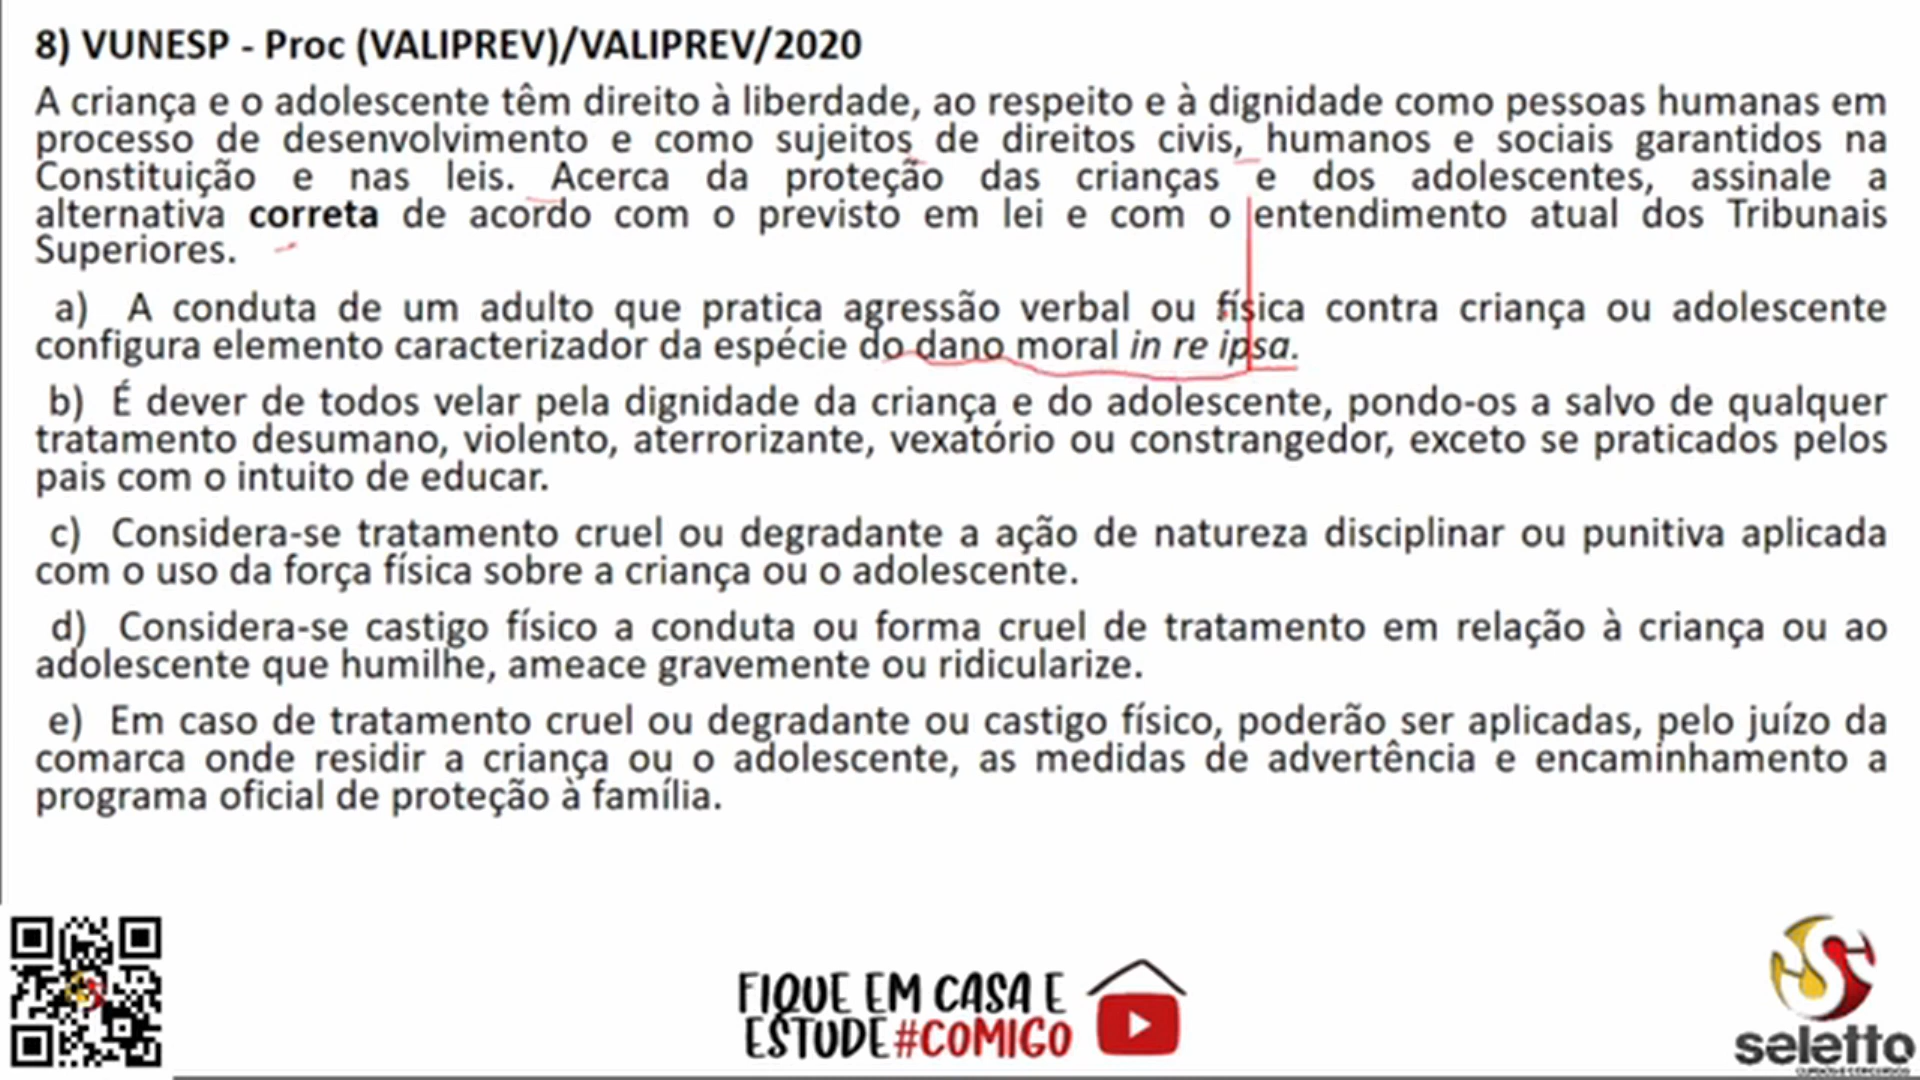 8) VUNESP - Proc (VALIPREV)/VALIPREV/2020
A criança e o adolescente têm direito à liberdade, ao respeito e à dignidade como pessoas humanas em
processo de desenvolvimento e como sujeitos de direitos civis, humanos e sociais garantidos na
Constituição e nas leis. Acerca da proteção das crianças e dos adolescentes, assinale a
alternativa correta de acordo com o previsto em lei e com o entendimento atual dos Tribunais
Superiores.
a) A conduta de um adulto que pratica agressão verbal ou física contra criança ou adolescente
configura elemento caracterizador da espécie do dano moral in re ipsa.
b) É dever de todos velar pela dignidade da criança e do adolescente, pondo-os a salvo de qualquer
tratamento desumano, violento, aterrorizante, vexatório ou constrangedor, exceto se praticados pelos
pais com o intuito de educar.
c) Considera-se tratamento cruel ou degradante a ação de natureza disciplinar ou punitiva aplicada
com o uso da força física sobre a criança ou o adolescente.
d) Considera-se castigo físico a conduta ou forma cruel de tratamento em relação à criança ou ao
adolescente que humilhe, ameace gravemente ou ridicularize.
e) Em caso de tratamento cruel ou degradante ou castigo físico, poderão ser aplicadas, pelo juízo da
comarca onde residir a criança ou o adolescente, as medidas de advertência e encaminhamento a
programa oficial de proteção à família.
FIQUE EM CASA E
ESTUDE #COMIGO
seletto